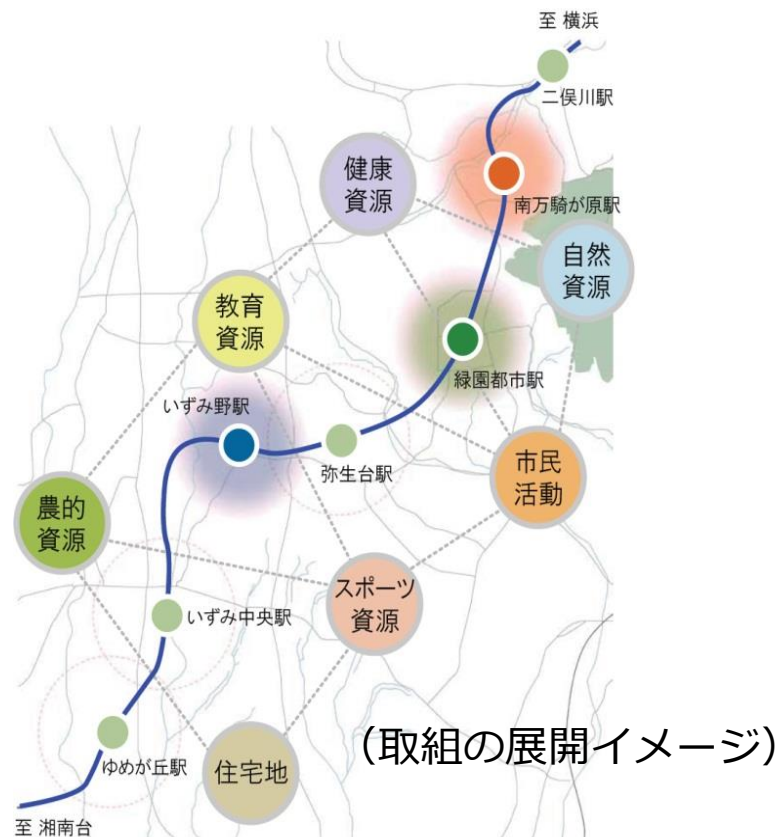 至 横浜
二俣川駅
健康
資源
南万騎が原駅
自然
資源
教育
資源
緑園都市駅
いずみ野駅
弥生台駅
市民
活動
農的
資源
スポーツ
資源
いずみ中央駅
(取組の展開イメージ)
ゆめが丘駅
住宅地
至 湘南台